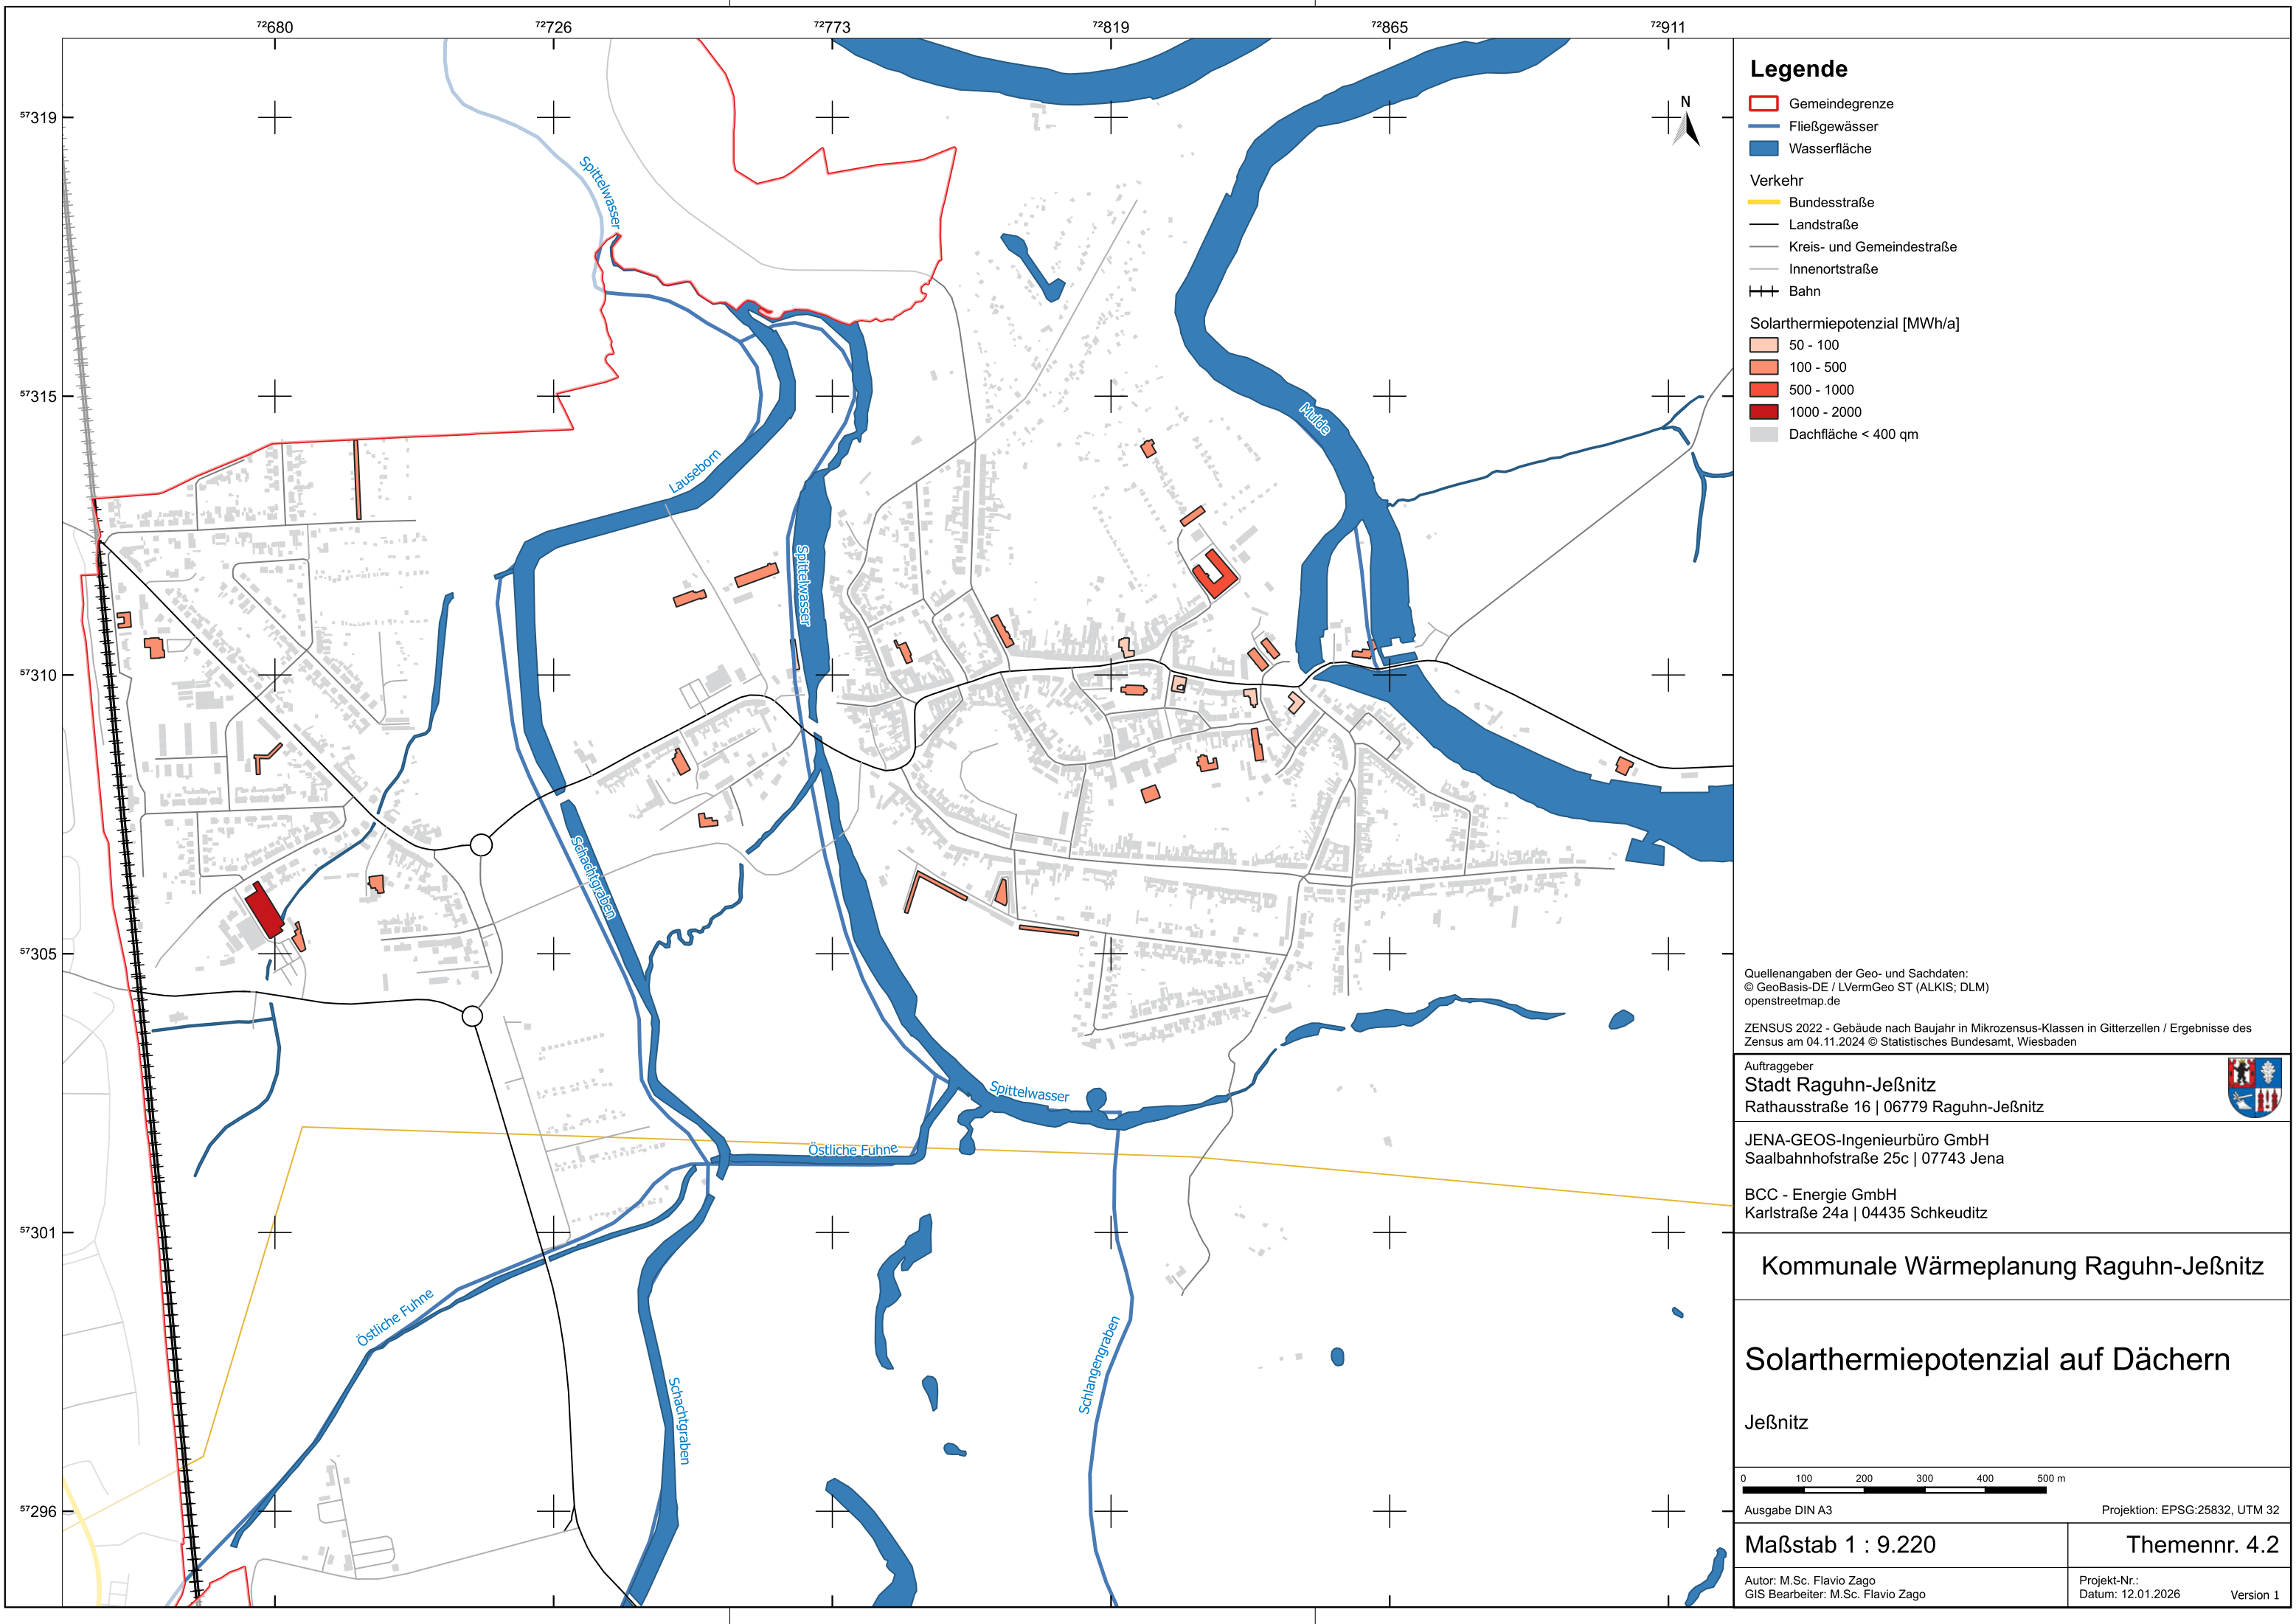 72680 72726 72773 72819 72865 72911
57319
57315
57310
57305
57301
57296
N
Spittelwasser
Lauseborn
Spittelwasser
Mulde
Schachtgraben
Spittelwasser
Östliche Fuhne
Östliche Fuhne
Schachtgraben
Schlangengraben
Legende
Gemeindegrenze
Fließgewässer
Wasserfläche
Verkehr
Bundesstraße
Landstraße
Kreis- und Gemeindestraße
Innenortstraße
Bahn
Solarthermiepotenzial [MWh/a]
50 - 100
100 - 500
500 - 1000
1000 - 2000
Dachfläche < 400 qm
Quellenangaben der Geo- und Sachdaten:
© GeoBasis-DE / LVermGeo ST (ALKIS; DLM)
openstreetmap.de
ZENSUS 2022 - Gebäude nach Baujahr in Mikrozensus-Klassen in Gitterzellen / Ergebnisse des
Zensus am 04.11.2024 © Statistisches Bundesamt, Wiesbaden
Auftraggeber
Stadt Raguhn-Jeßnitz
Rathausstraße 16 | 06779 Raguhn-Jeßnitz
JENA-GEOS-Ingenieurbüro GmbH
Saalbahnhofstraße 25c | 07743 Jena
BCC - Energie GmbH
Karlstraße 24a | 04435 Schkeuditz
Kommunale Wärmeplanung Raguhn-Jeßnitz
Solarthermiepotenzial auf Dächern
Jeßnitz
0 100 200 300 400 500 m
Ausgabe DIN A3 Projektion: EPSG:25832, UTM 32
Maßstab 1 : 9.220 Themennr. 4.2
Autor: M.Sc. Flavio Zago Projekt-Nr.:
GIS Bearbeiter: M.Sc. Flavio Zago Datum: 12.01.2026 Version 1